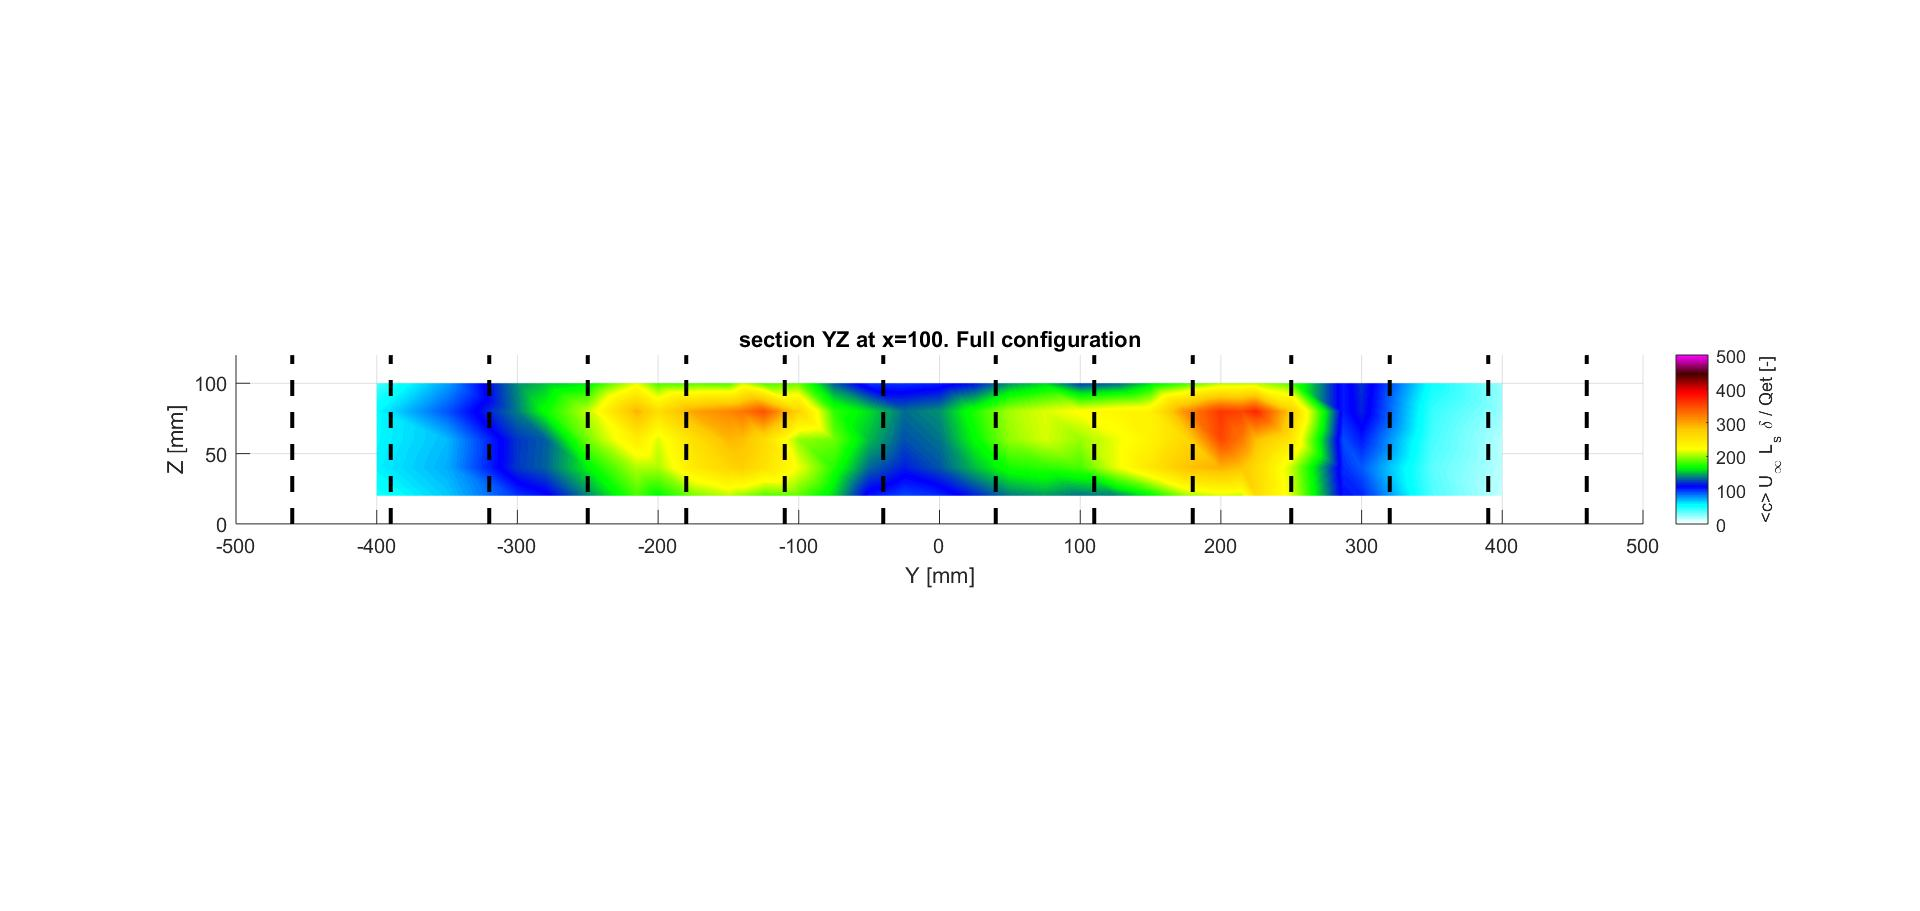 section YZ at x=100. Full configuration
100
50
0
Z [mm]
-500 -400 -300 -200 -100 0 100 200 300 400 500
Y [mm]
500
400
300
200
100
0
<c> U∞ Ls δ / Qet [-]